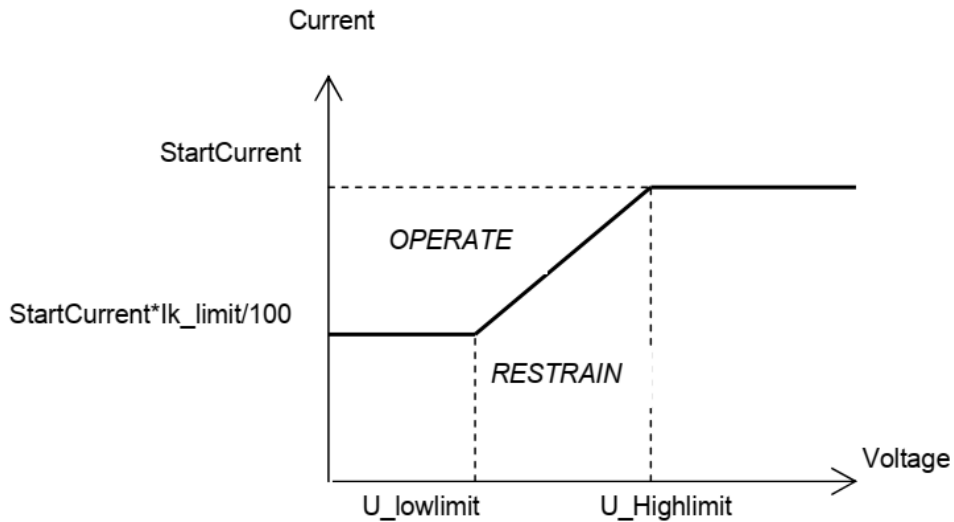 Current
StartCurrent
OPERATE
StartCurrent*Ik_limit/100
RESTRAIN
Voltage
U_lowlimit
U_Highlimit